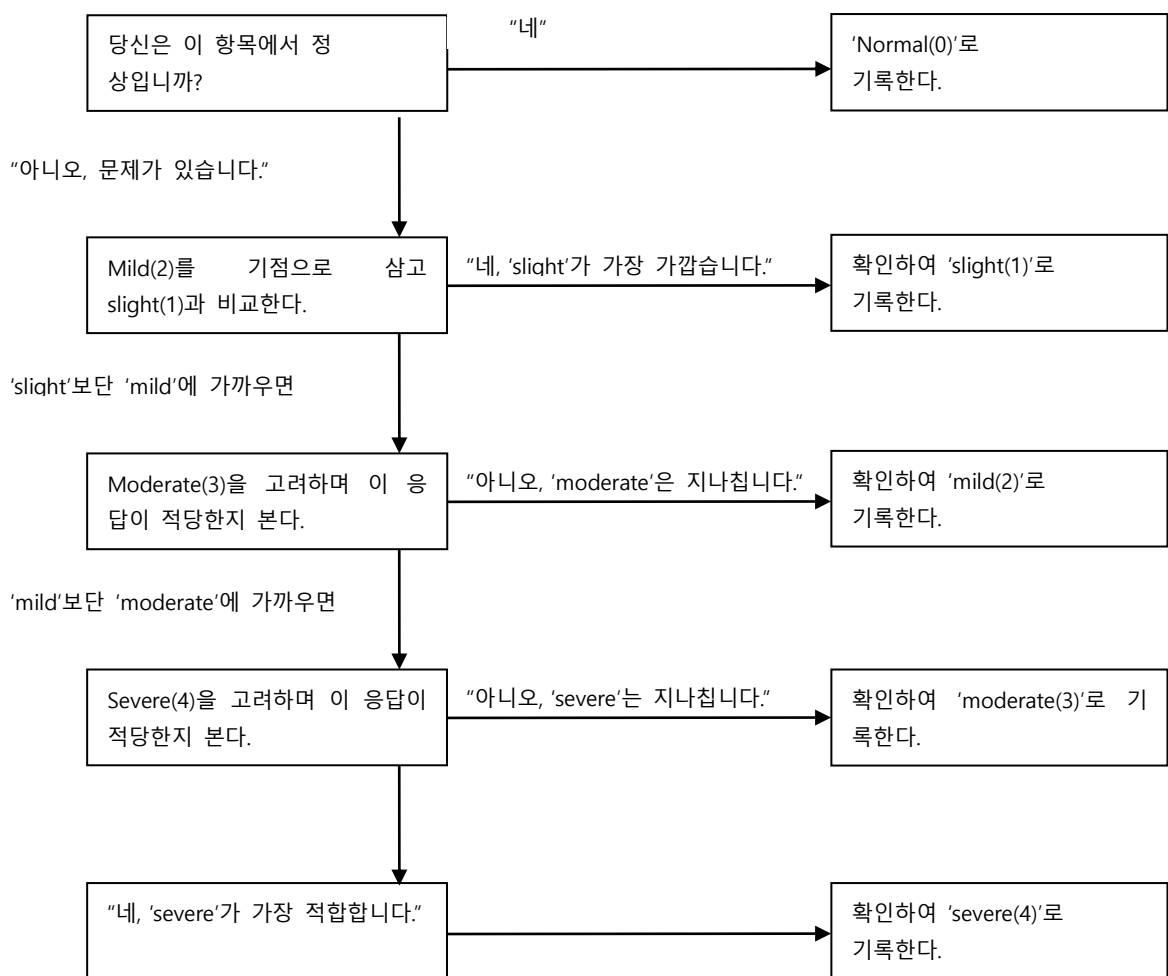 "네"
당신은 이 항목에서 정
상입니까?
'Normal(0)'로
기록한다.
"아니오, 문제가 있습니다."
Mild(2)를 기점으로 삼고
slight(1)과 비교한다.
"네, 'slight'가 가장 가깝습니다."
확인하여 'slight(1)'로
기록한다.
'slight'보단 'mild'에 가까우면
Moderate(3)을 고려하며 이 응
답이 적당한지 본다.
"아니오, 'moderate'은 지나칩니다."
확인하여 'mild(2)'로
기록한다.
'mild'보단 'moderate'에 가까우면
Severe(4)을 고려하며 이 응답이
적당한지 본다.
"아니오, 'severe'는 지나칩니다."
확인하여 'moderate(3)'로 기
록한다.
"네, 'severe'가 가장 적합합니다."
확인하여 'severe(4)'로
기록한다.